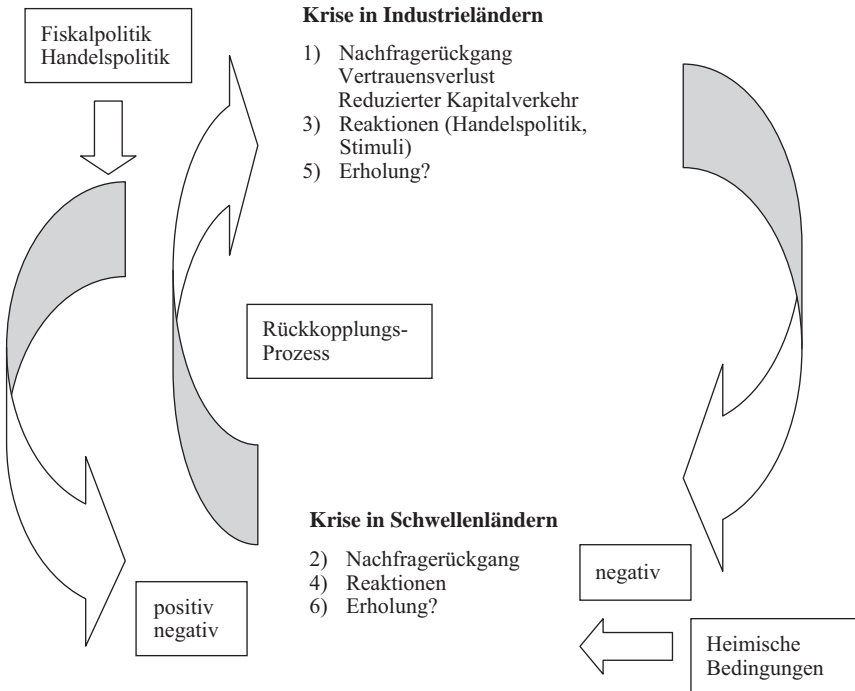 Fiskalpolitik
Handelspolitik
Krise in Industrieländern
1) Nachfragerückgang
Vertrauensverlust
Reduzierter Kapitalverkehr
3) Reaktionen (Handelspolitik,
Stimuli)
5) Erholung?
Rückkopplungs-
Prozess
Krise in Schwellenländern
2) Nachfragerückgang
4) Reaktionen
6) Erholung?
positiv
negativ
negativ
Heimische
Bedingungen